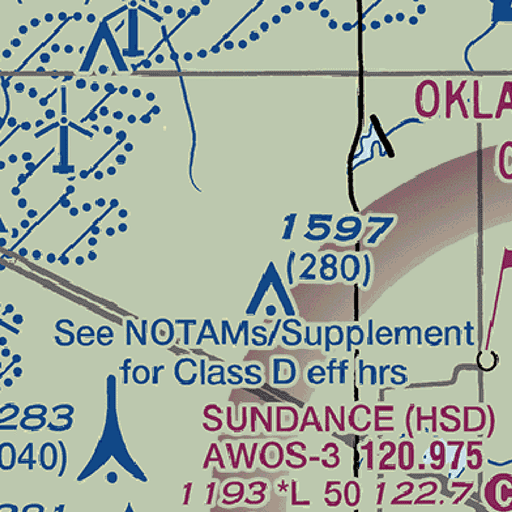 OKLA
C
1597
(280)
See NOTAMs/Supplement
for Class D eff hrs
283
040)
SUNDANCE (HSD)
AWOS-3 120.975
1193 *L 50 122.7 C